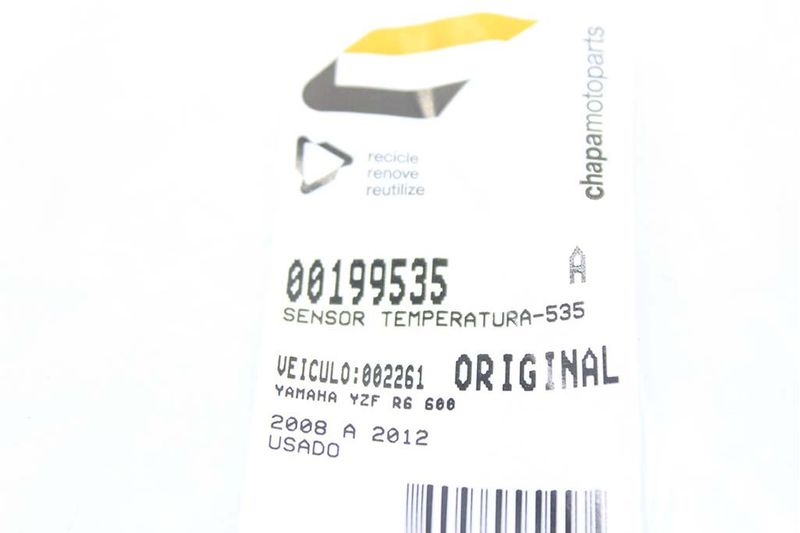 chapamotoparts
recicle
renove
reutilize
00199535
A
SENSOR TEMPERATURA-535
VEICULO:002261 ORIGINAL
YAMAHA YZF R6 600
2008 A 2012
USADO